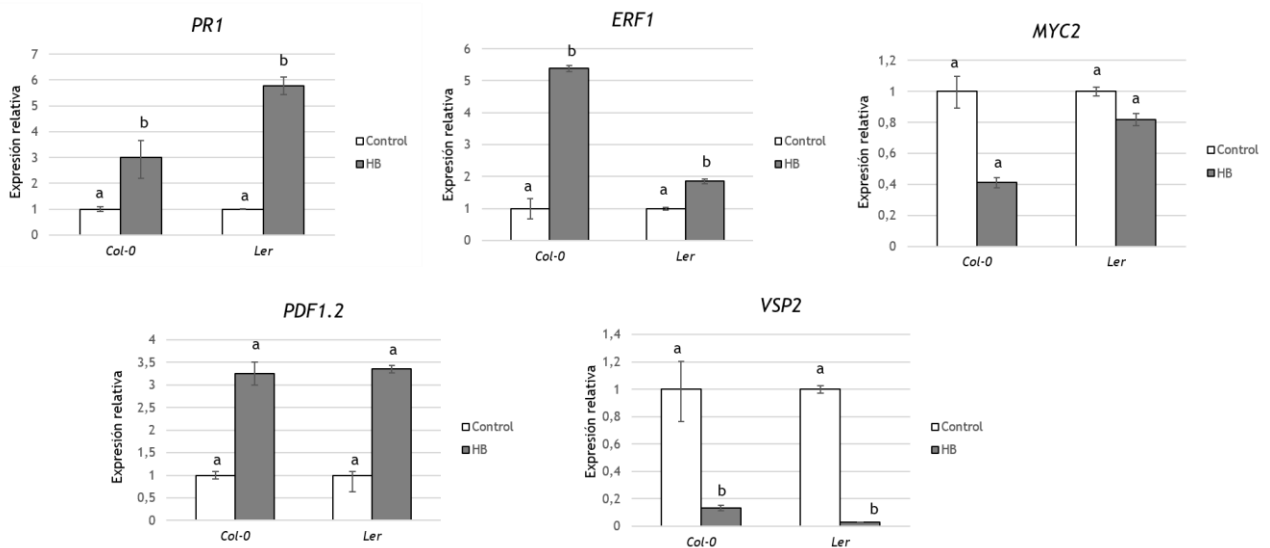 PR1
Expresión relativa
7
6
5
4
3
2
1
0
a
b
a
b
Col-0
Ler
Control
HB
ERF1
Expresión relativa
6
5
4
3
2
1
0
a
b
a
b
Col-0
Ler
Control
HB
MYC2
Expresión relativa
1,2
1
0,8
0,6
0,4
0,2
0
a
a
a
a
Col-0
Ler
Control
HB
PDF1.2
Expresión relativa
4
3,5
3
2,5
2
1,5
1
0,5
0
a
a
a
a
Col-0
Ler
Control
HB
VSP2
Expresión relativa
1,4
1,2
1
0,8
0,6
0,4
0,2
0
a
b
a
b
Col-0
Ler
Control
HB